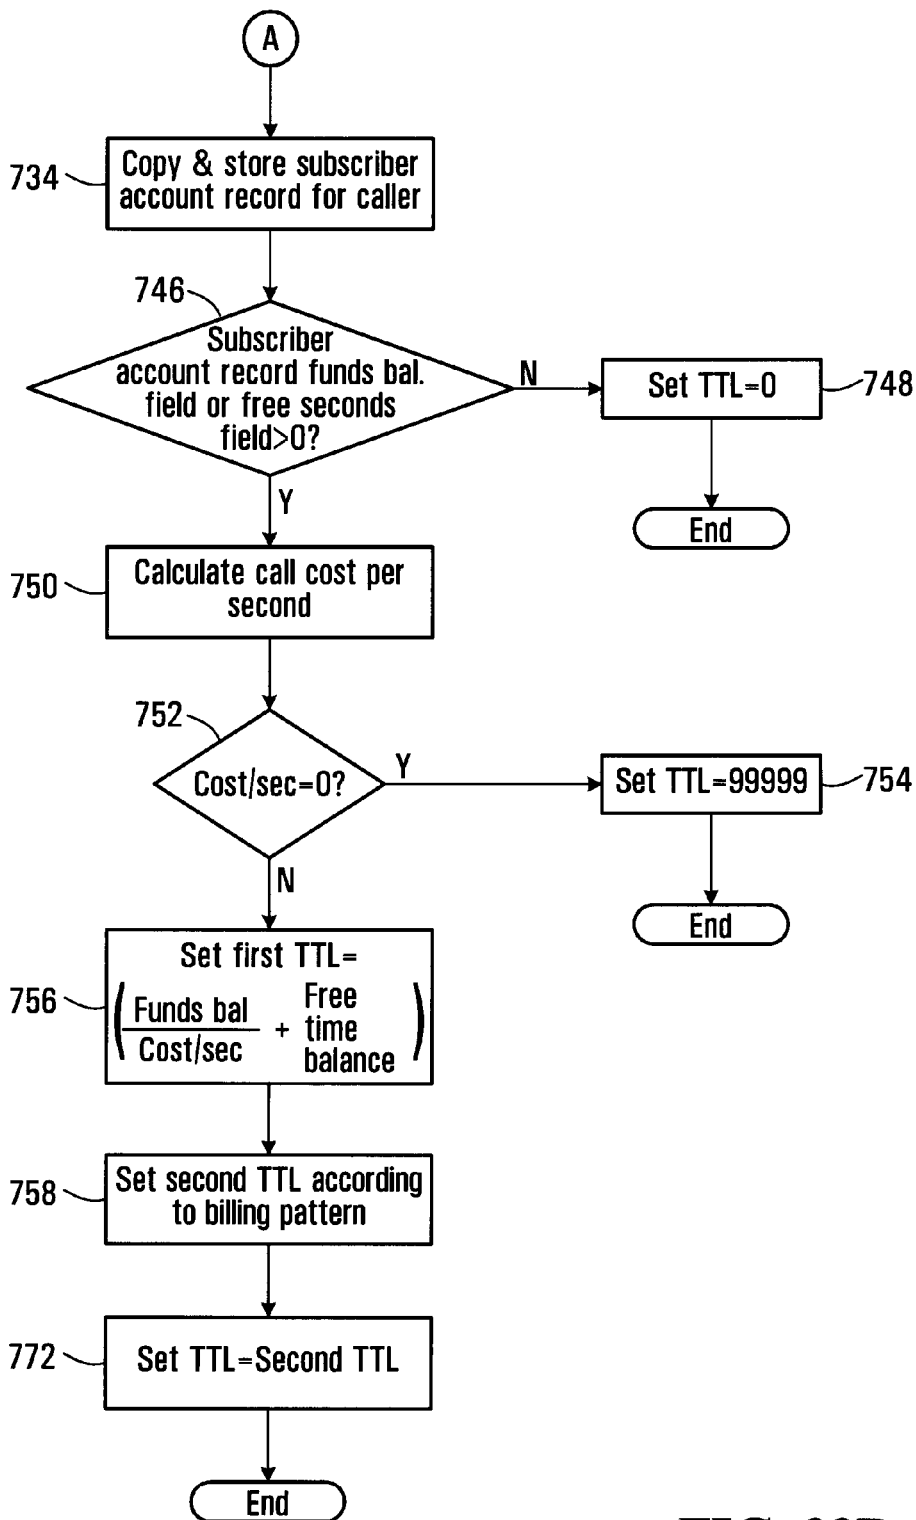 A
734
Copy & store subscriber
account record for caller
746
Subscriber
account record funds bal.
field or free seconds
field>0?
N
Set TTL=0
748
End
Y
750
Calculate call cost per
second
752
Cost/sec=0?
Y
Set TTL=99999
754
End
N
756
Set first TTL=
(Funds bal
Cost/sec
+
Free
time
balance)
758
Set second TTL according
to billing pattern
772
Set TTL=Second TTL
End